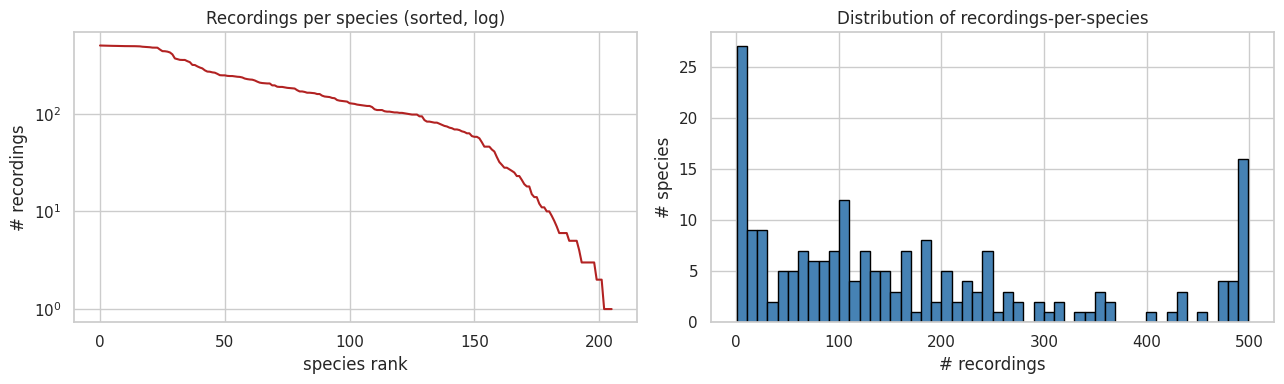 Recordings per species (sorted, log)
# recordings
10²
10¹
10⁰
0 50 100 150 200
species rank
Distribution of recordings-per-species
# species
25
20
15
10
5
0
0 100 200 300 400 500
# recordings